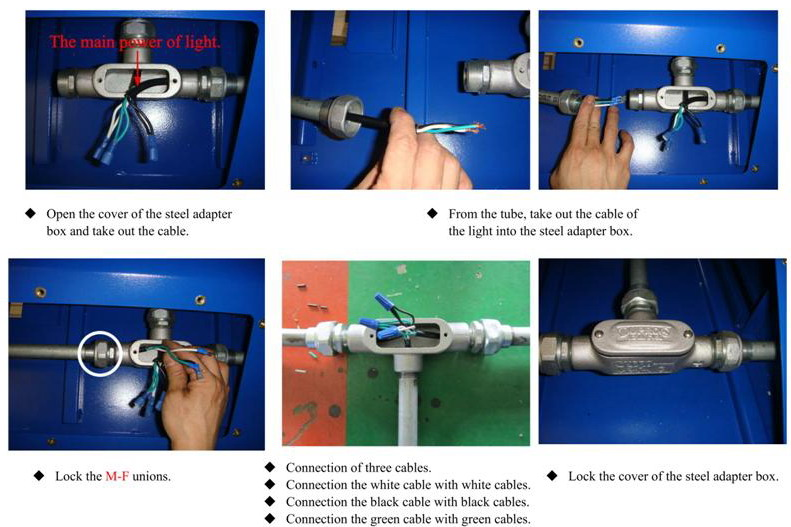 The main power of light.
◆ Open the cover of the steel adapter
box and take out the cable.
◆ From the tube, take out the cable of
the light into the steel adapter box.
◆ Lock the M-F unions.
◆ Connection of three cables.
◆ Connection the white cable with white cables.
◆ Connection the black cable with black cables.
◆ Connection the green cable with green cables.
◆ Lock the cover of the steel adapter box.